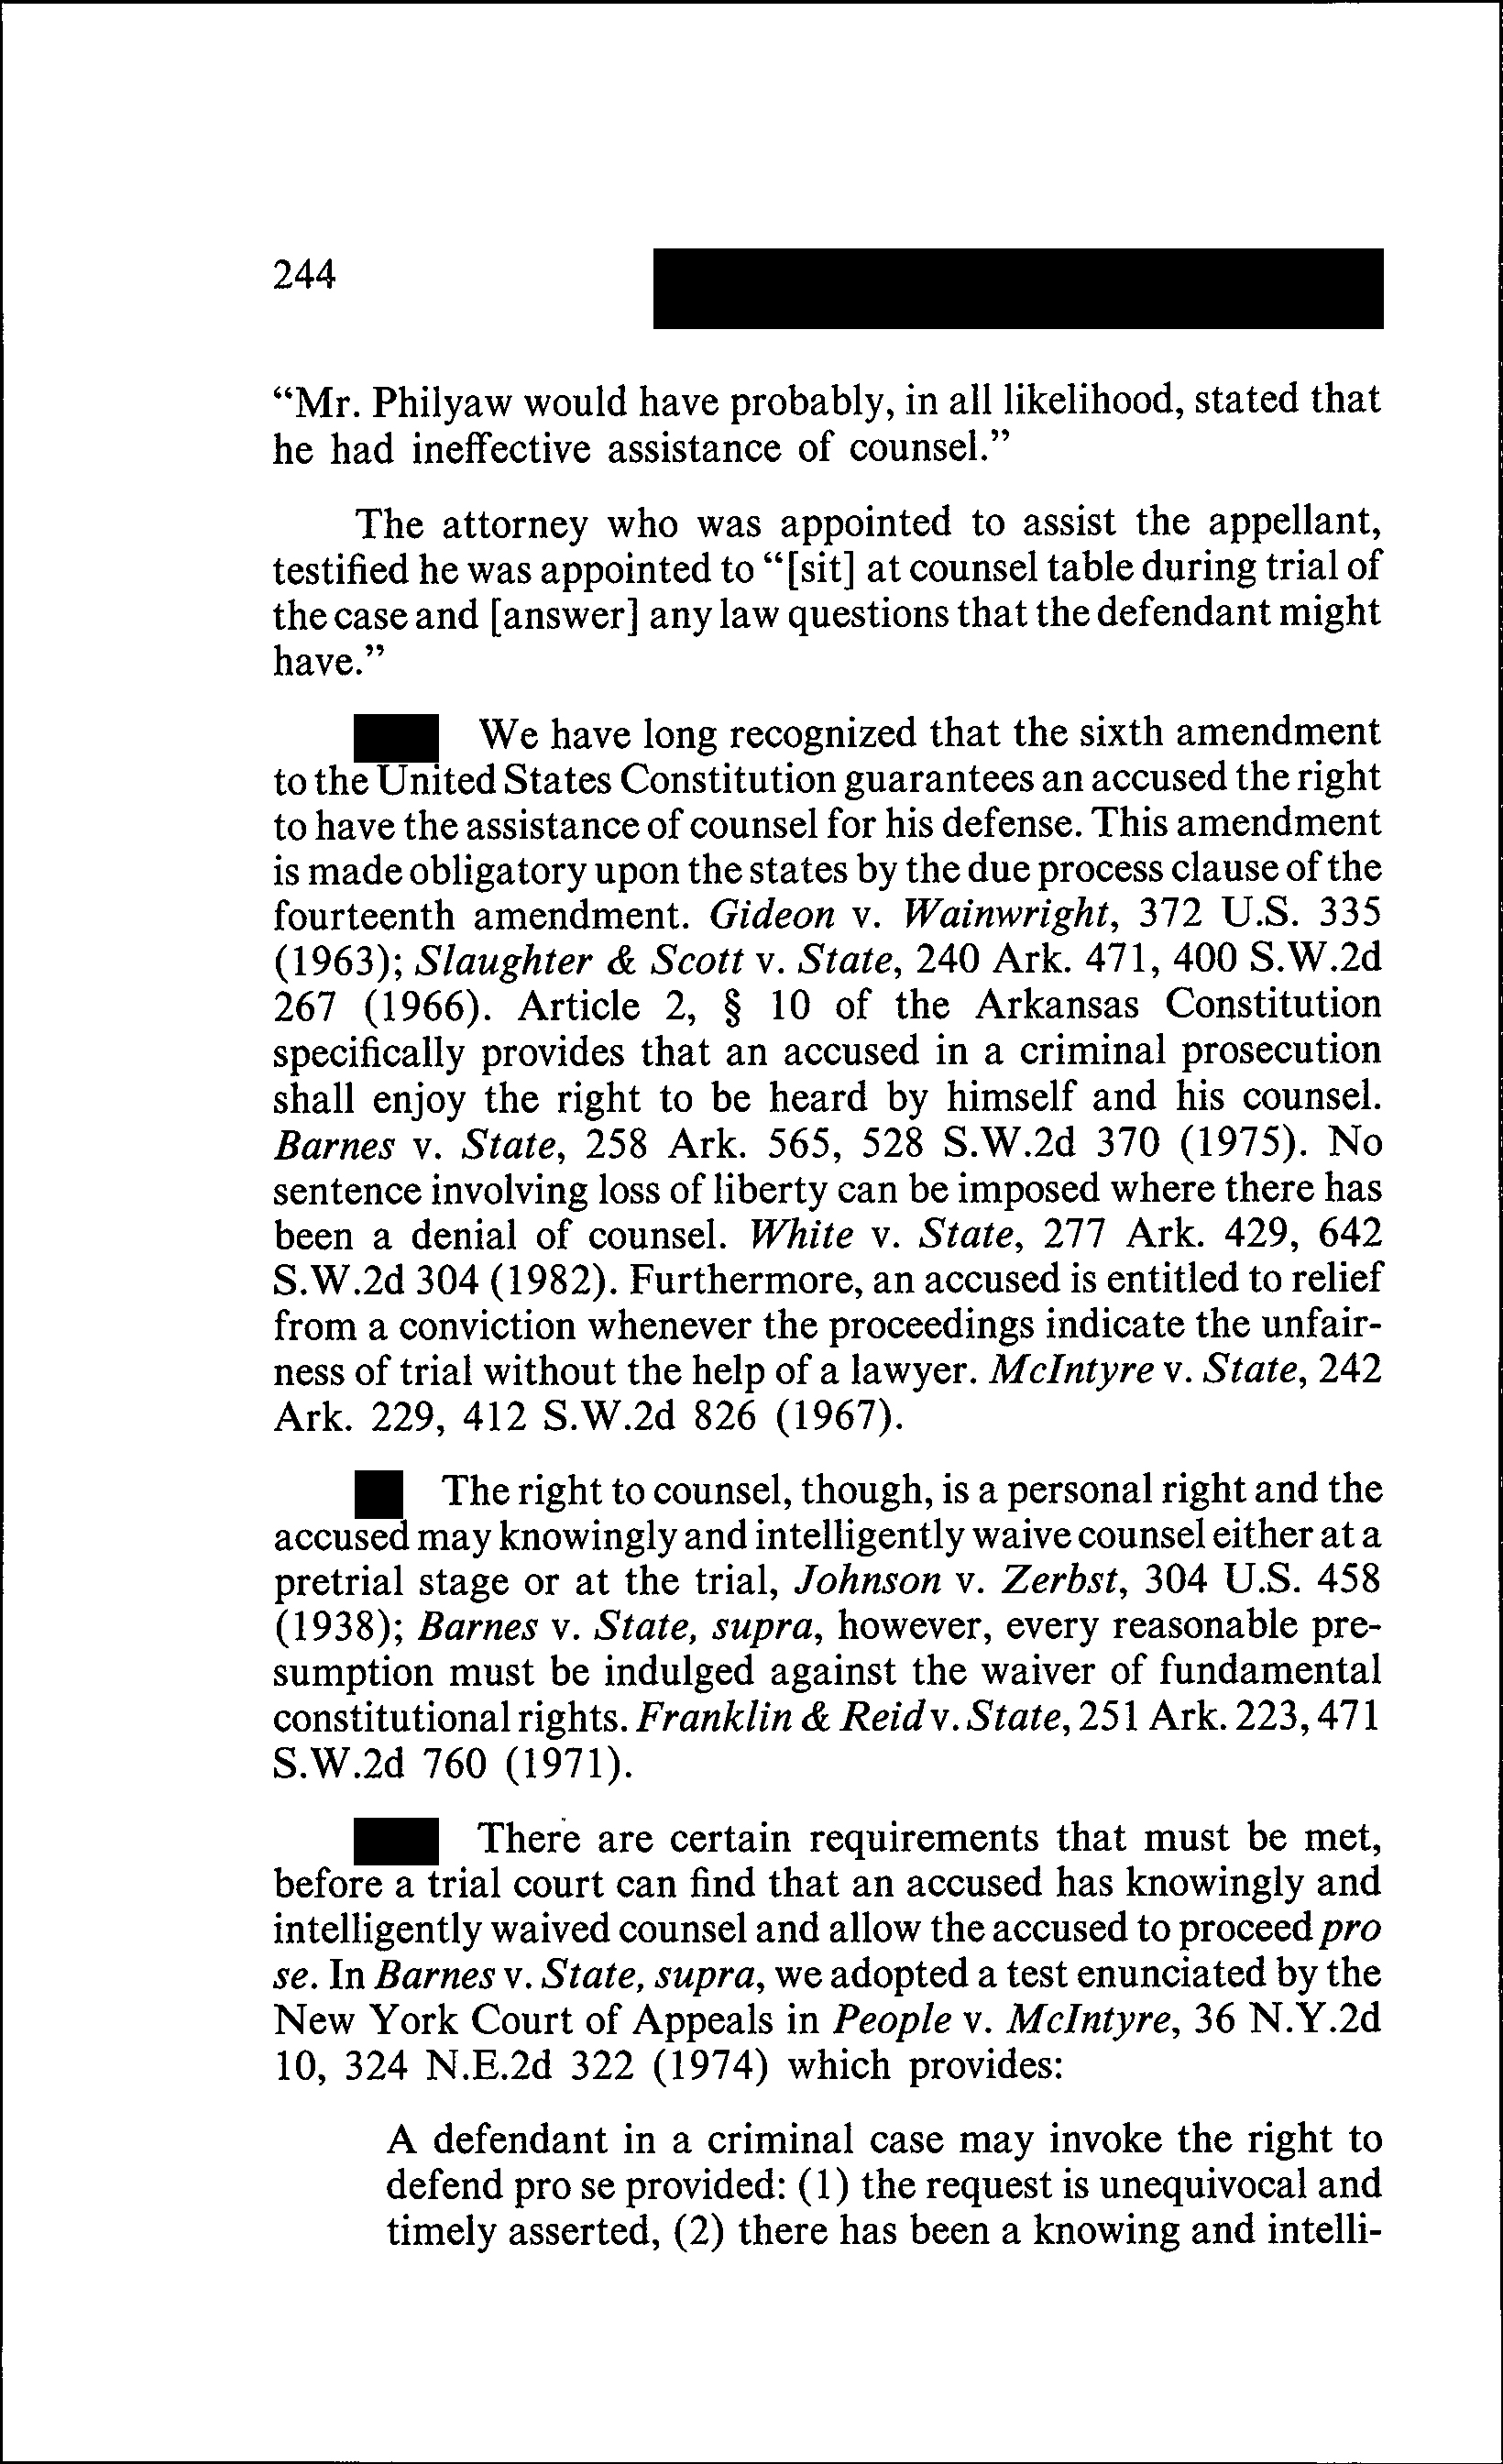 244
“Mr. Philyaw would have probably, in all likelihood, stated that
he had ineffective assistance of counsel.”
The attorney who was appointed to assist the appellant,
testified he was appointed to “[sit] at counsel table during trial of
the case and [answer] any law questions that the defendant might
have.”
We have long recognized that the sixth amendment
to the United States Constitution guarantees an accused the right
to have the assistance of counsel for his defense. This amendment
is made obligatory upon the states by the due process clause of the
fourteenth amendment. Gideon v. Wainwright, 372 U.S. 335
(1963); Slaughter & Scott v. State, 240 Ark. 471, 400 S.W.2d
267 (1966). Article 2, § 10 of the Arkansas Constitution
specifically provides that an accused in a criminal prosecution
shall enjoy the right to be heard by himself and his counsel.
Barnes v. State, 258 Ark. 565, 528 S.W.2d 370 (1975). No
sentence involving loss of liberty can be imposed where there has
been a denial of counsel. White v. State, 277 Ark. 429, 642
S.W.2d 304 (1982). Furthermore, an accused is entitled to relief
from a conviction whenever the proceedings indicate the unfair-
ness of trial without the help of a lawyer. McIntyre v. State, 242
Ark. 229, 412 S.W.2d 826 (1967).
The right to counsel, though, is a personal right and the
accused may knowingly and intelligently waive counsel either at a
pretrial stage or at the trial, Johnson v. Zerbst, 304 U.S. 458
(1938); Barnes v. State, supra, however, every reasonable pre-
sumption must be indulged against the waiver of fundamental
constitutional rights. Franklin & Reid v. State, 251 Ark. 223, 471
S.W.2d 760 (1971).
There are certain requirements that must be met,
before a trial court can find that an accused has knowingly and
intelligently waived counsel and allow the accused to proceed pro
se. In Barnes v. State, supra, we adopted a test enunciated by the
New York Court of Appeals in People v. McIntyre, 36 N.Y.2d
10, 324 N.E.2d 322 (1974) which provides:
A defendant in a criminal case may invoke the right to
defend pro se provided: (1) the request is unequivocal and
timely asserted, (2) there has been a knowing and intelli-